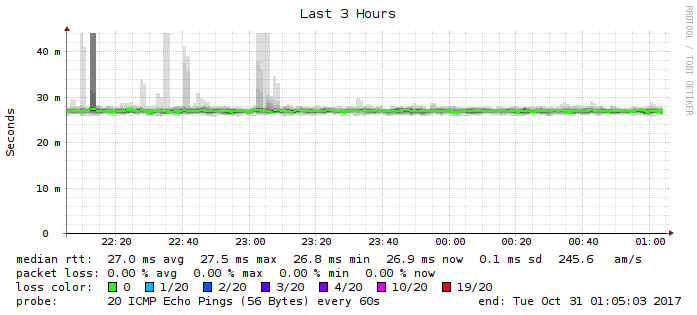 Last 3 Hours
RRDTOOL / TOBI OETIKER
Seconds
40 m
30 m
20 m
10 m
0
22:20 22:40 23:00 23:20 23:40 00:00 00:20 00:40 01:00
median rtt: 27.0 ms avg 27.5 ms max 26.8 ms min 26.9 ms now 0.1 ms sd 245.6 am/s
packet loss: 0.00 % avg 0.00 % max 0.00 % min 0.00 % now
loss color: 0 1/20 2/20 3/20 4/20 10/20 19/20
probe: 20 ICMP Echo Pings (56 Bytes) every 60s end: Tue Oct 31 01:05:03 2017